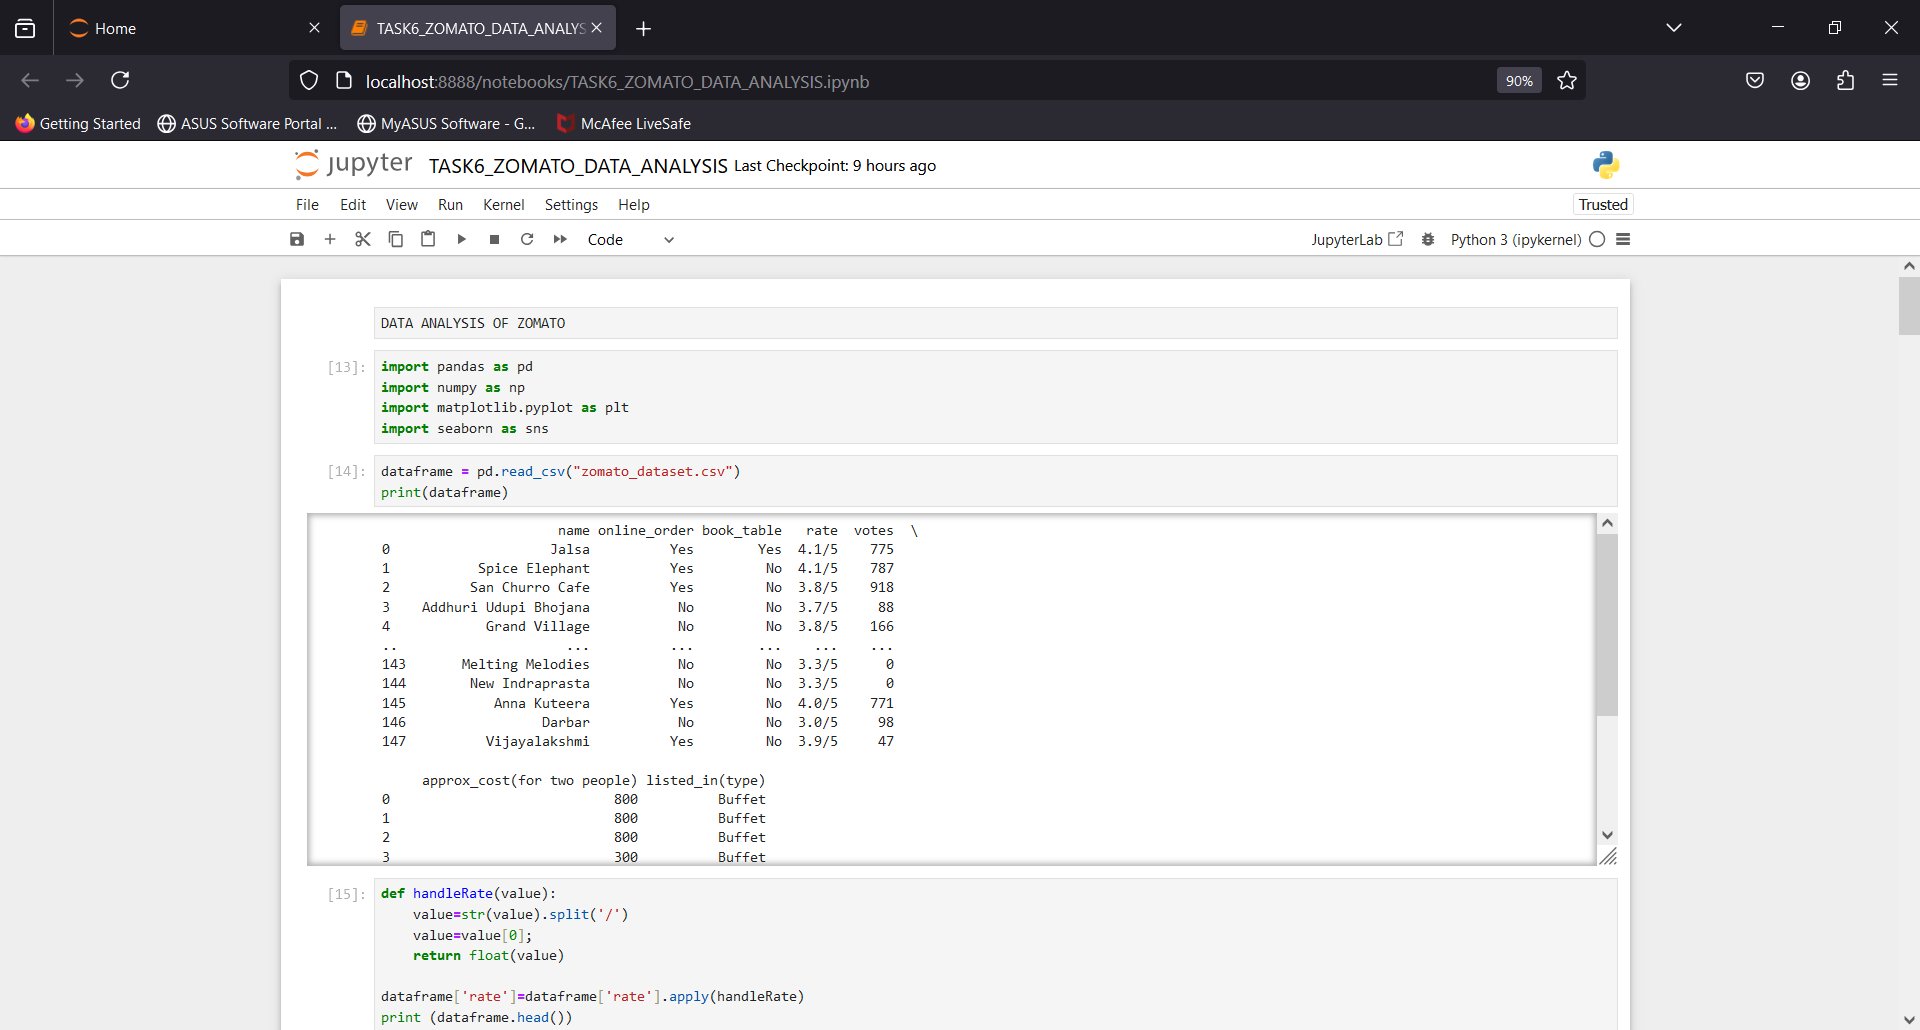 Home
TASK6_ZOMATO_DATA_ANALYS
localhost:8888/notebooks/TASK6_ZOMATO_DATA_ANALYSIS.ipynb
90%
Getting Started
ASUS Software Portal ...
MyASUS Software - G...
McAfee LiveSafe
jupyter
TASK6_ZOMATO_DATA_ANALYSIS Last Checkpoint: 9 hours ago
File Edit View Run Kernel Settings Help
Trusted
Code
JupyterLab
Python 3 (ipykernel)
DATA ANALYSIS OF ZOMATO
[13]:
import pandas as pd
import numpy as np
import matplotlib.pyplot as plt
import seaborn as sns
[14]:
dataframe = pd.read_csv("zomato_dataset.csv")
print(dataframe)
name online_order book_table rate votes \
0 Jalsa Yes Yes 4.1/5 775
1 Spice Elephant Yes No 4.1/5 787
2 San Churro Cafe Yes No 3.8/5 918
3 Addhuri Udupi Bhojana No No 3.7/5 88
4 Grand Village No No 3.8/5 166
.. ... ... ... ... ...
143 Melting Melodies No No 3.3/5 0
144 New Indraprasta No No 3.3/5 0
145 Anna Kuteera Yes No 4.0/5 771
146 Darbar No No 3.0/5 98
147 Vijayalakshmi Yes No 3.9/5 47
approx_cost(for two people) listed_in(type)
0 800 Buffet
1 800 Buffet
2 800 Buffet
3 300 Buffet
[15]:
def handleRate(value):
    value=str(value).split('/')
    value=value[0];
    return float(value)
dataframe['rate']=dataframe['rate'].apply(handleRate)
print (dataframe.head())